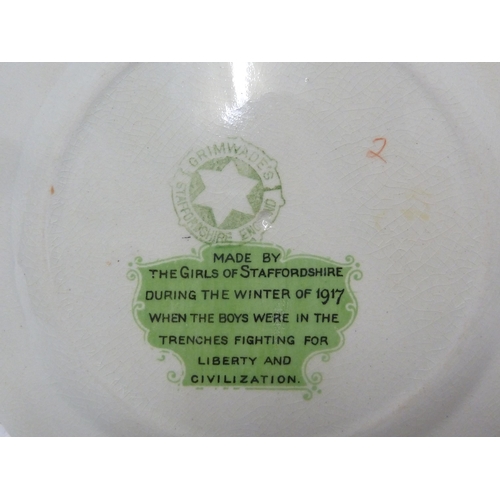 GRIMWADES
STAFFORDSHIRE ENGLAND
2
MADE BY
THE GIRLS OF STAFFORDSHIRE
DURING THE WINTER OF 1917
WHEN THE BOYS WERE IN THE
TRENCHES FIGHTING FOR
LIBERTY AND
CIVILIZATION.